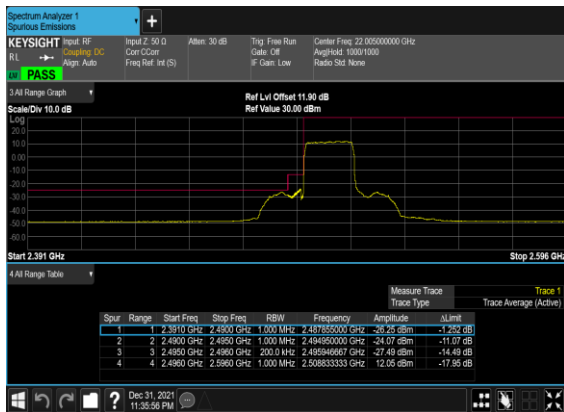 Spectrum Analyzer 1
Spurious Emissions
KEYSIGHT Input: RF Input Z: 50 Ω Atten: 30 dB Trig: Free Run Center Freq: 22.005000000 GHz
RL Coupling: DC Corr CCorr Gate: Off Avg|Hold: 1000/1000
Align: Auto Freq Ref: Int (S) IF Gain: Low Radio Std: None
PASS
3 All Range Graph
Ref Lvl Offset 11.90 dB
Scale/Div 10.0 dB Ref Value 30.00 dBm
Log
20.0
10.0
0.00
-10.0
-20.0
-30.0
-40.0
-50.0
-60.0
Start 2.391 GHz Stop 2.596 GHz
4 All Range Table
Measure Trace Trace 1
Trace Type Trace Average (Active)
Spur Range Start Freq Stop Freq RBW Frequency Amplitude ΔLimit
1 1 2.3910 GHz 2.4900 GHz 1.000 MHz 2.487855000 GHz -26.25 dBm -1.252 dB
2 2 2.4900 GHz 2.4950 GHz 1.000 MHz 2.494950000 GHz -24.07 dBm -11.07 dB
3 3 2.4950 GHz 2.4960 GHz 200.0 kHz 2.495946667 GHz -27.49 dBm -14.49 dB
4 4 2.4960 GHz 2.5960 GHz 1.000 MHz 2.508833333 GHz 12.05 dBm -17.95 dB
Dec 31, 2021
11:35:56 PM